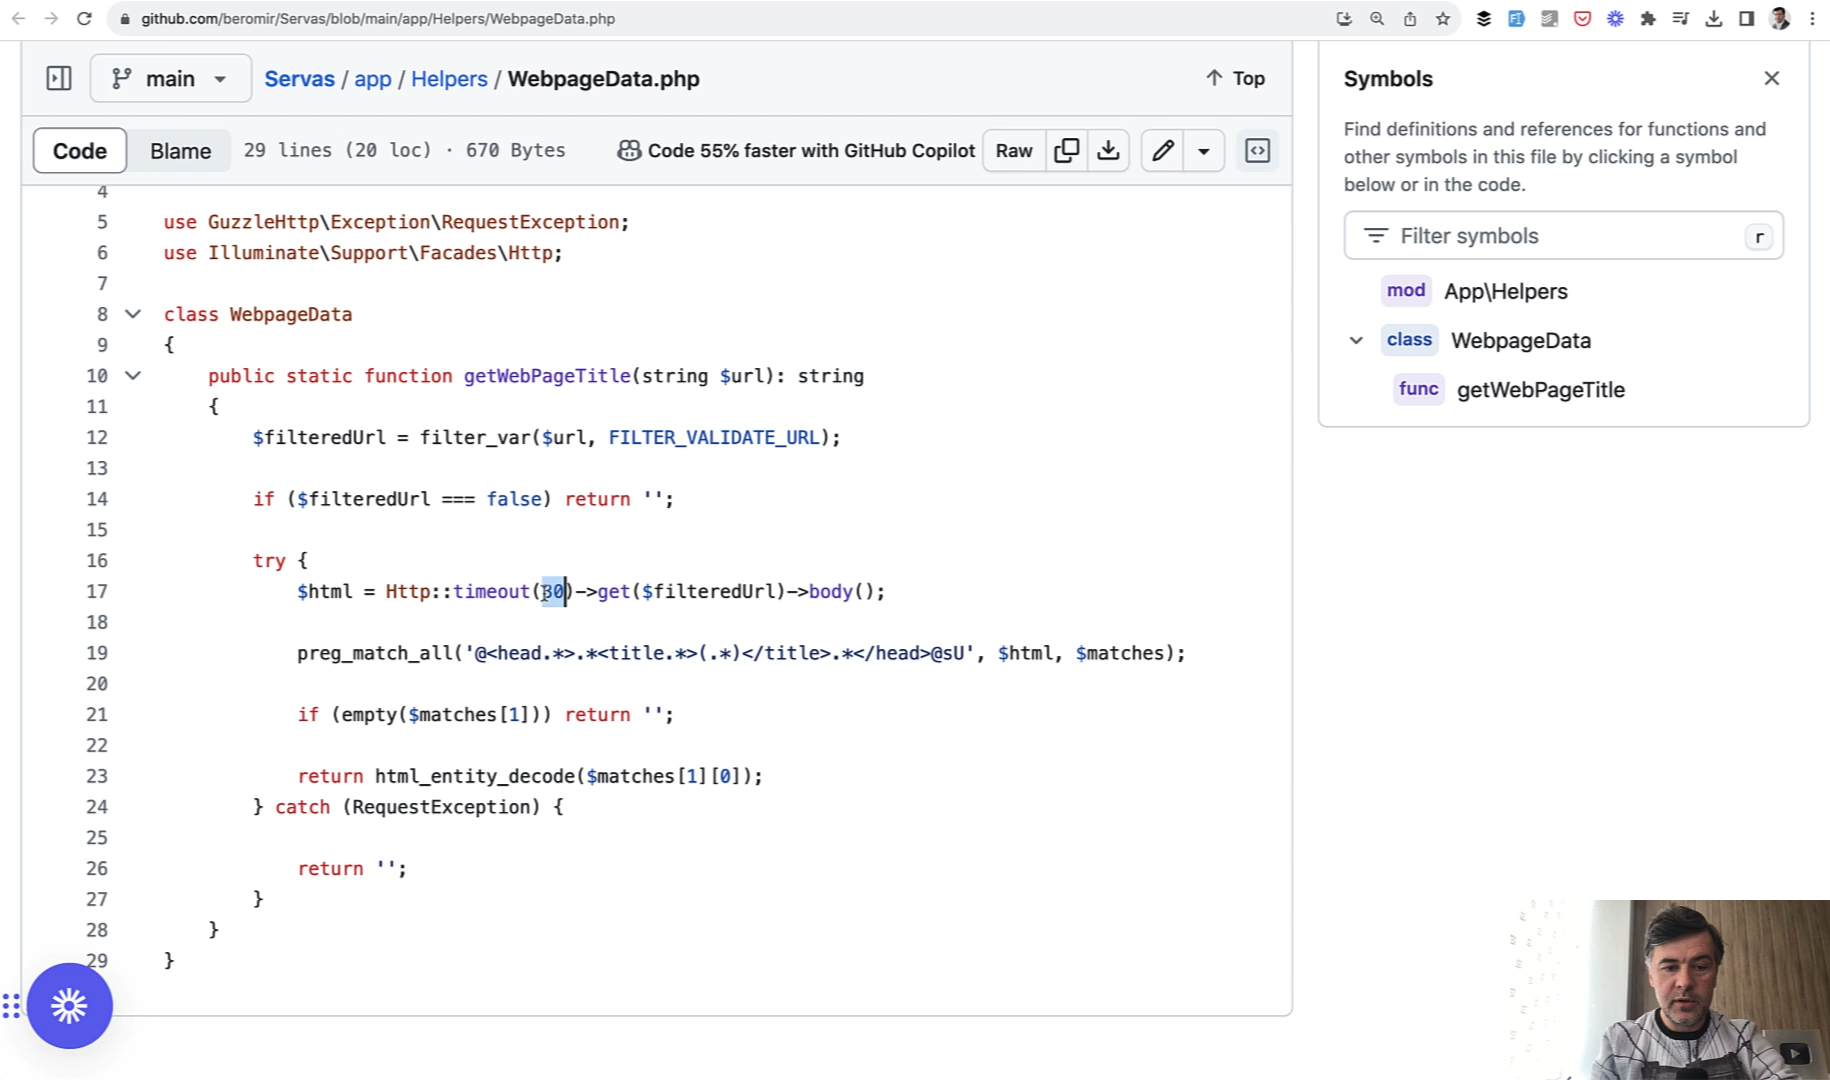 github.com/beromir/Servas/blob/main/app/Helpers/WebpageData.php
main
Servas / app / Helpers / WebpageData.php
Top
Code
Blame
29 lines (20 loc) · 670 Bytes
Code 55% faster with GitHub Copilot
Raw
4
5 use GuzzleHttp\Exception\RequestException;
6 use Illuminate\Support\Facades\Http;
7
8 class WebpageData
9 {
10 public static function getWebPageTitle(string $url): string
11 {
12 $filteredUrl = filter_var($url, FILTER_VALIDATE_URL);
13
14 if ($filteredUrl === false) return '';
15
16 try {
17 $html = Http::timeout(30)->get($filteredUrl)->body();
18
19 preg_match_all('@<head.*>.*<title.*>(.*)</title>.*</head>@sU', $html, $matches);
20
21 if (empty($matches[1])) return '';
22
23 return html_entity_decode($matches[1][0]);
24 } catch (RequestException) {
25
26 return '';
27 }
28 }
29 }
Symbols
Find definitions and references for functions and
other symbols in this file by clicking a symbol
below or in the code.
Filter symbols
r
mod App\Helpers
class WebpageData
func getWebPageTitle